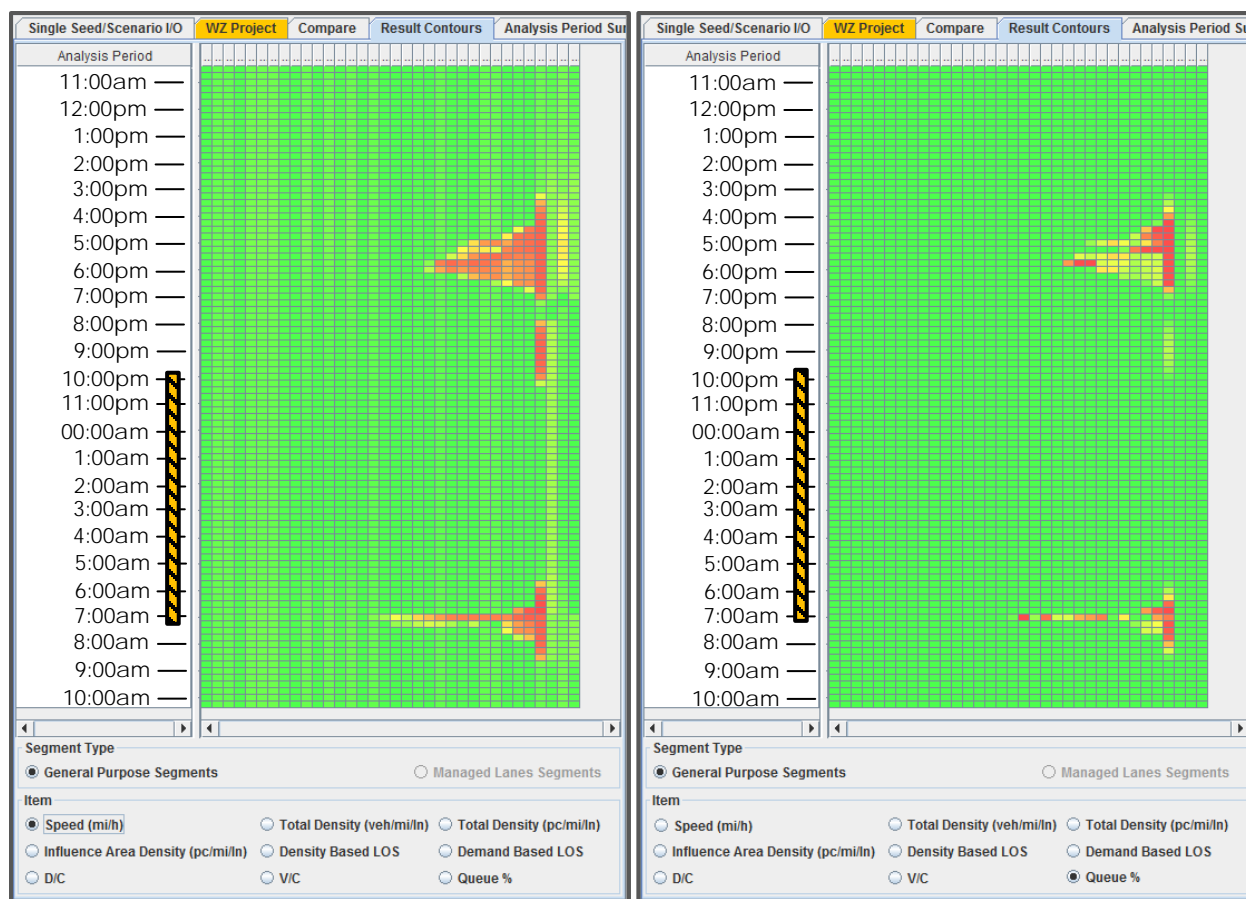 Single Seed/Scenario I/O WZ Project Compare Result Contours Analysis Period Sur
Analysis Period
11:00am
12:00pm
1:00pm
2:00pm
3:00pm
4:00pm
5:00pm
6:00pm
7:00pm
8:00pm
9:00pm
10:00pm
11:00pm
00:00am
1:00am
2:00am
3:00am
4:00am
5:00am
6:00am
7:00am
8:00am
9:00am
10:00am
Segment Type
General Purpose Segments Managed Lanes Segments
Item
Speed (mi/h) Total Density (veh/mi/ln) Total Density (pc/mi/ln)
Influence Area Density (pc/mi/ln) Density Based LOS Demand Based LOS
D/C V/C Queue %
Single Seed/Scenario I/O WZ Project Compare Result Contours Analysis Period Su
Analysis Period
11:00am
12:00pm
1:00pm
2:00pm
3:00pm
4:00pm
5:00pm
6:00pm
7:00pm
8:00pm
9:00pm
10:00pm
11:00pm
00:00am
1:00am
2:00am
3:00am
4:00am
5:00am
6:00am
7:00am
8:00am
9:00am
10:00am
Segment Type
General Purpose Segments Managed Lanes Segments
Item
Speed (mi/h) Total Density (veh/mi/ln) Total Density (pc/mi/ln)
Influence Area Density (pc/mi/ln) Density Based LOS Demand Based LOS
D/C V/C Queue %